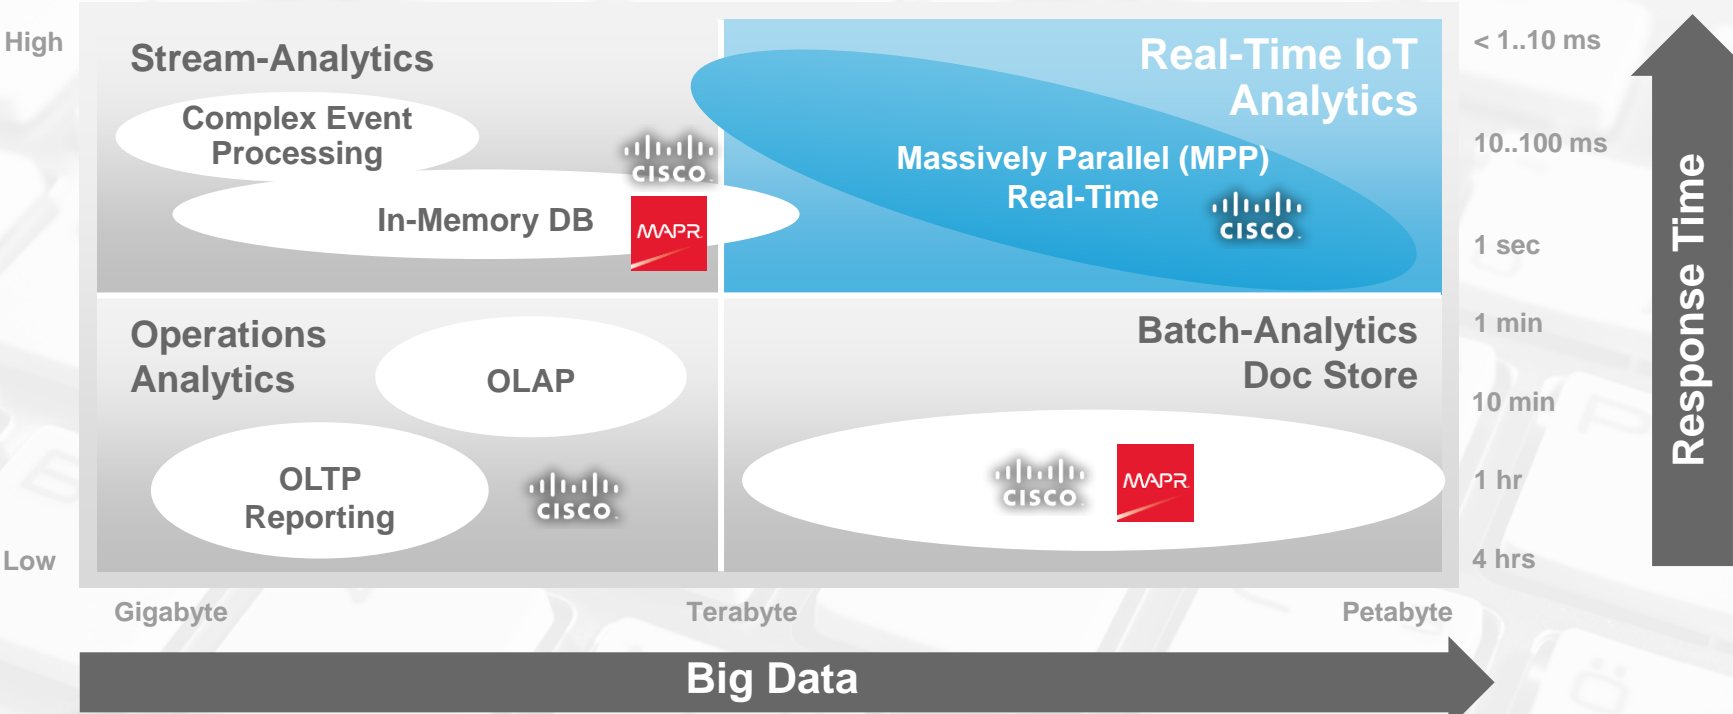 High
Stream-Analytics
Complex Event
Processing
CISCO
In-Memory DB
MAPR
Real-Time IoT
Analytics
Massively Parallel (MPP)
Real-Time
CISCO
< 1..10 ms
10..100 ms
1 sec
1 min
10 min
1 hr
4 hrs
Response Time
Operations
Analytics
OLAP
OLTP
Reporting
CISCO
Batch-Analytics
Doc Store
CISCO
MAPR
Low
Gigabyte
Terabyte
Petabyte
Big Data